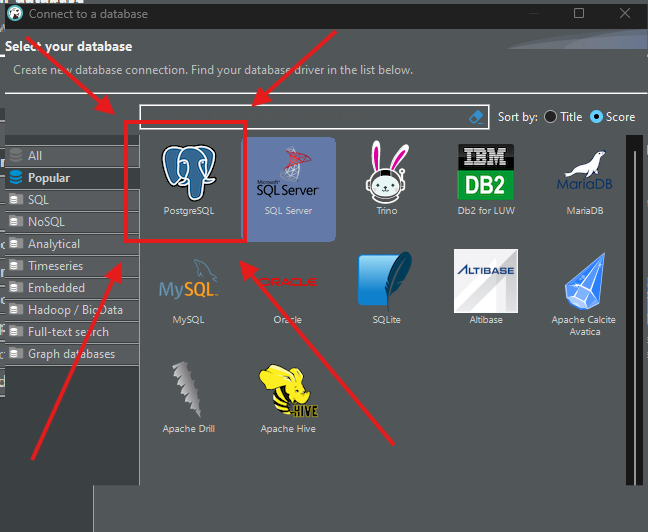 Connect to a database
Select your database
Create new database connection. Find your database driver in the list below.
Sort by: Title Score
All
Popular
SQL
NoSQL
Analytical
Timeseries
Embedded
Hadoop / BigData
Full-text search
Graph databases
PostgreSQL
Microsoft
SQL Server
SQL Server
Trino
IBM
DB2
Db2 for LUW
MariaDB
MariaDB
MySQL
MySQL
ORACLE
Oracle
SQLite
ALTIBASE
Altibase
Apache Calcite
Avatica
Apache Drill
HIVE
Apache Hive